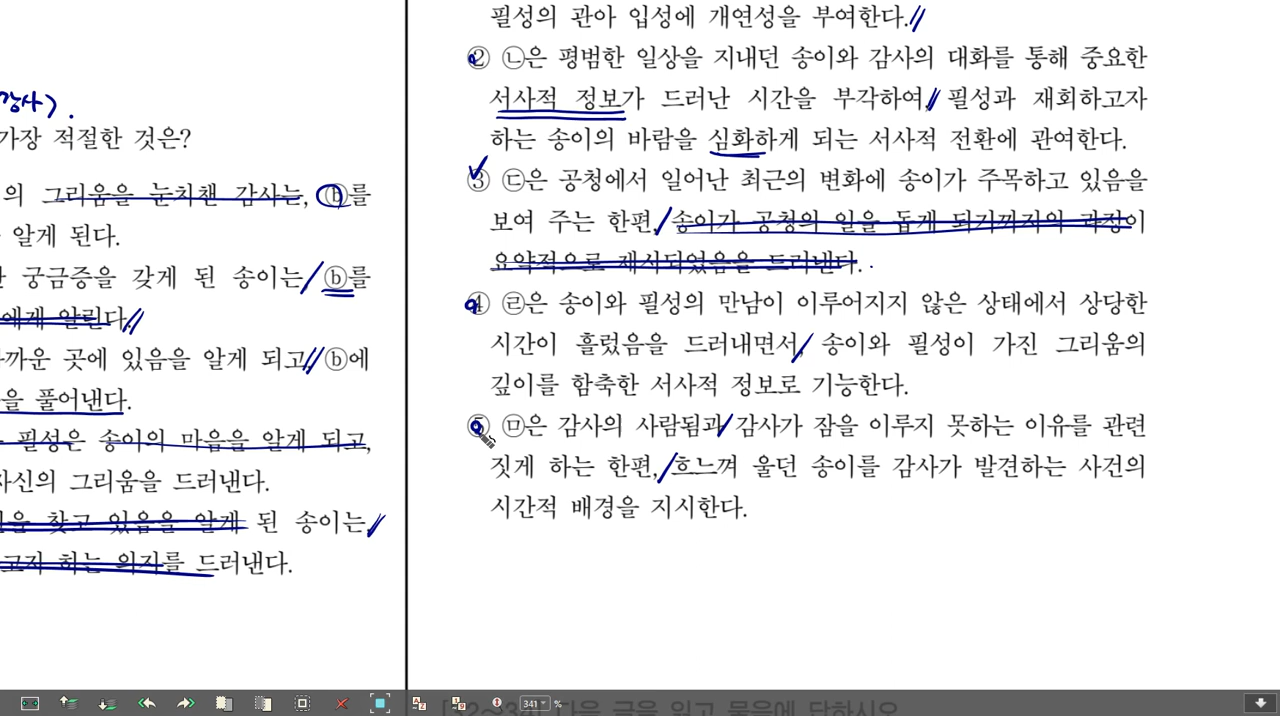 감사).
가장 적절한 것은?
의 그리움을 눈치챈 감사는, ⓑ를
알게 된다.
궁금증을 갖게 된 송이는 ⓑ를
에게 알린다.
까운 곳에 있음을 알게 되고, ⓑ에
을 풀어낸다.
필성은 송이의 마음을 알게 되고,
자신의 그리움을 드러낸다.
을 찾고 있음을 알게 된 송이는,
고자 하는 의지를 드러낸다.
필성의 관아 입성에 개연성을 부여한다.
② ㉡은 평범한 일상을 지내던 송이와 감사의 대화를 통해 중요한
서사적 정보가 드러난 시간을 부각하여, 필성과 재회하고자
하는 송이의 바람을 심화하게 되는 서사적 전환에 관여한다.
③ ㉢은 공청에서 일어난 최근의 변화에 송이가 주목하고 있음을
보여 주는 한편, 송이가 공청의 일을 돕게 되기까지의 과정이
요약적으로 제시되었음을 드러낸다.
④ ㉣은 송이와 필성의 만남이 이루어지지 않은 상태에서 상당한
시간이 흘렀음을 드러내면서, 송이와 필성이 가진 그리움의
깊이를 함축한 서사적 정보로 기능한다.
⑤ ㉤은 감사의 사람됨과 감사가 잠을 이루지 못하는 이유를 관련
짓게 하는 한편, 흐느껴 울던 송이를 감사가 발견하는 사건의
시간적 배경을 지시한다.
341 %
[32~34] 다음 글을 읽고 물음에 답하시오